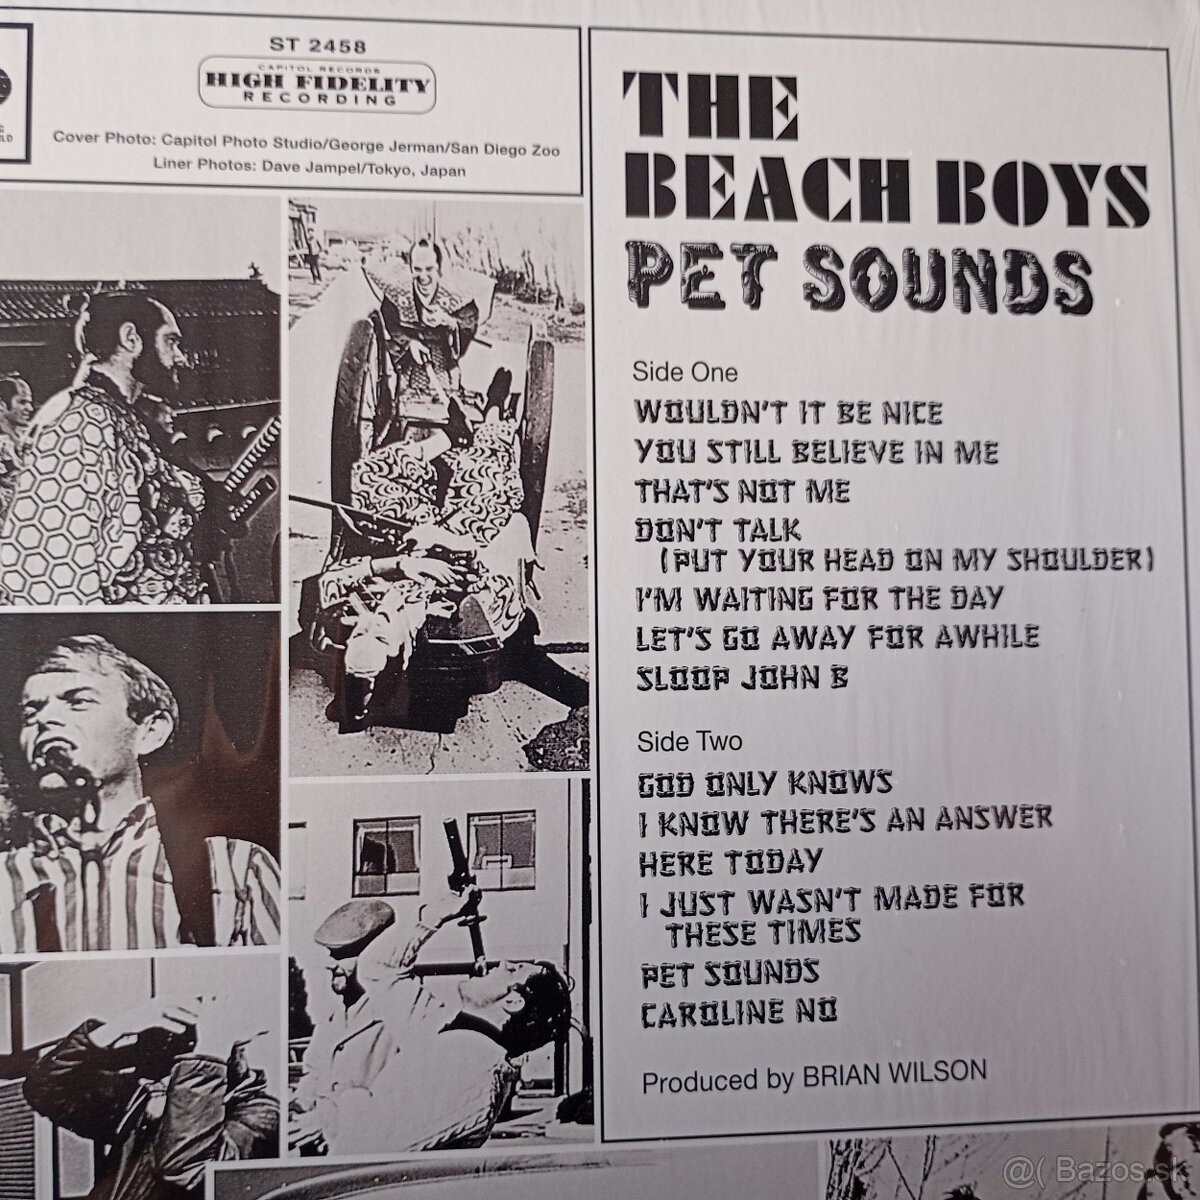 ST 2458
CAPITOL RECORDS
HIGH FIDELITY
RECORDING
Cover Photo: Capitol Photo Studio/George Jerman/San Diego Zoo
Liner Photos: Dave Jampel/Tokyo, Japan
THE
BEACH BOYS
PET SOUNDS
Side One
WOULDN'T IT BE NICE
YOU STILL BELIEVE IN ME
THAT'S NOT ME
DON'T TALK
(PUT YOUR HEAD ON MY SHOULDER)
I'M WAITING FOR THE DAY
LET'S GO AWAY FOR AWHILE
SLOOP JOHN B
Side Two
GOD ONLY KNOWS
I KNOW THERE'S AN ANSWER
HERE TODAY
I JUST WASN'T MADE FOR
THESE TIMES
PET SOUNDS
CAROLINE NO
Produced by BRIAN WILSON
@( Bazos.sk